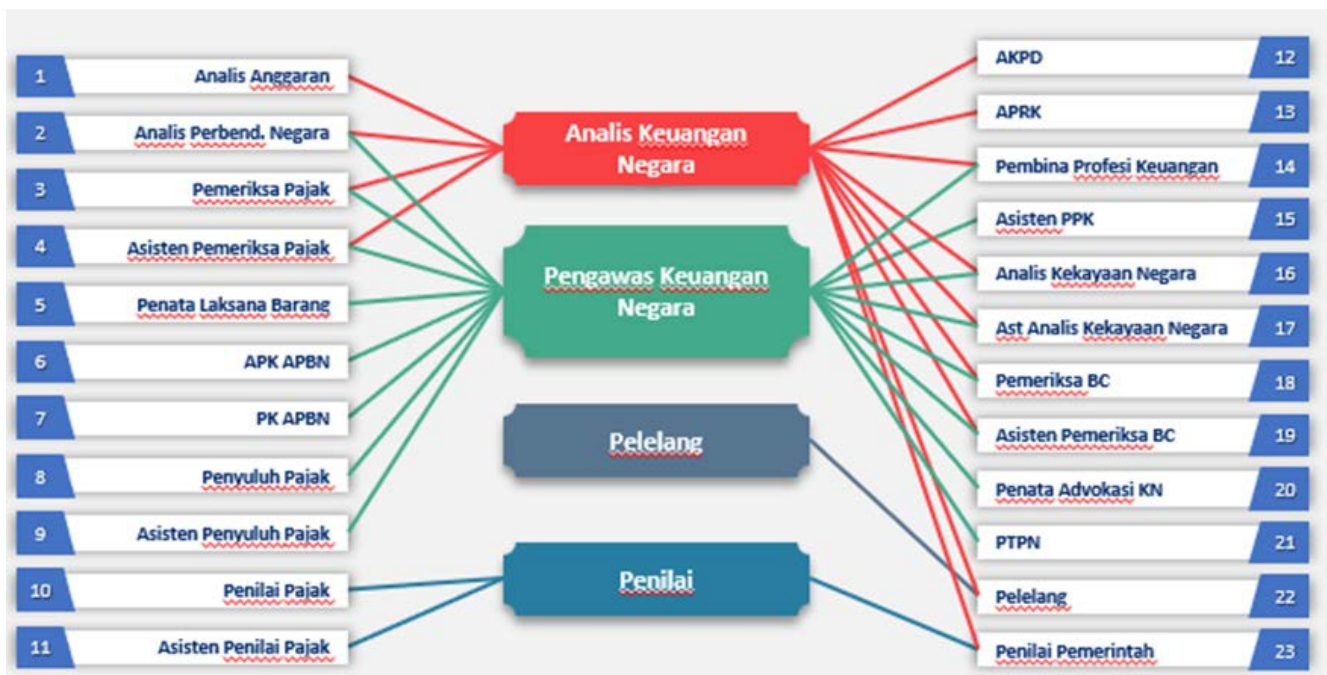 1 Analis Anggaran
2 Analis Perbend. Negara
3 Pemeriksa Pajak
4 Asisten Pemeriksa Pajak
5 Penata Laksana Barang
6 APK APBN
7 PK APBN
8 Penyuluh Pajak
9 Asisten Penyuluh Pajak
10 Penilai Pajak
11 Asisten Penilai Pajak
Analis Keuangan
Negara
Pengawas Keuangan
Negara
Pelelang
Penilai
AKPD 12
APRK 13
Pembina Profesi Keuangan 14
Asisten PPK 15
Analis Kekayaan Negara 16
Ast Analis Kekayaan Negara 17
Pemeriksa BC 18
Asisten Pemeriksa BC 19
Penata Advokasi KN 20
PTPN 21
Pelelang 22
Penilai Pemerintah 23